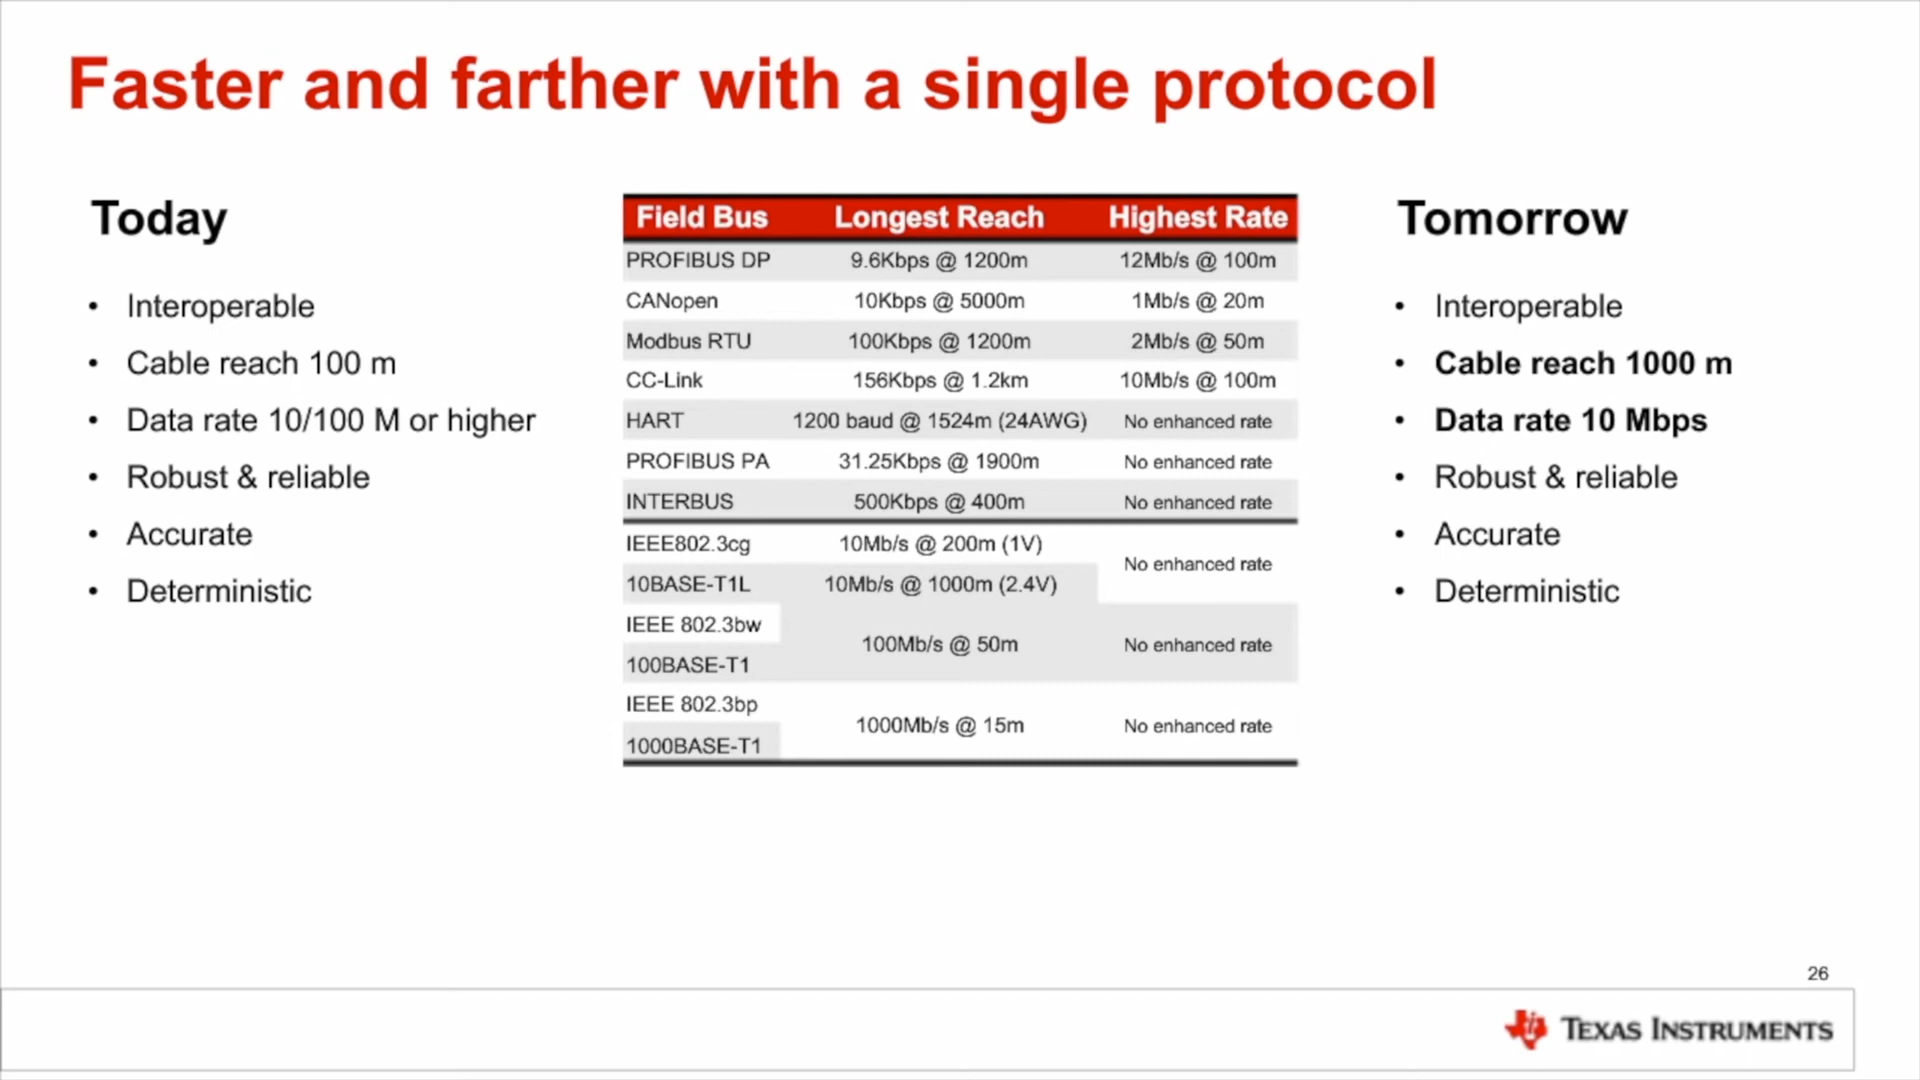 Faster and farther with a single protocol
Today
• Interoperable
• Cable reach 100 m
• Data rate 10/100 M or higher
• Robust & reliable
• Accurate
• Deterministic
Field Bus Longest Reach Highest Rate
PROFIBUS DP 9.6Kbps @ 1200m 12Mb/s @ 100m
CANopen 10Kbps @ 5000m 1Mb/s @ 20m
Modbus RTU 100Kbps @ 1200m 2Mb/s @ 50m
CC-Link 156Kbps @ 1.2km 10Mb/s @ 100m
HART 1200 baud @ 1524m (24AWG) No enhanced rate
PROFIBUS PA 31.25Kbps @ 1900m No enhanced rate
INTERBUS 500Kbps @ 400m No enhanced rate
IEEE802.3cg 10Mb/s @ 200m (1V)
No enhanced rate
10BASE-T1L 10Mb/s @ 1000m (2.4V)
IEEE 802.3bw
100Mb/s @ 50m No enhanced rate
100BASE-T1
IEEE 802.3bp
1000Mb/s @ 15m No enhanced rate
1000BASE-T1
Tomorrow
• Interoperable
• Cable reach 1000 m
• Data rate 10 Mbps
• Robust & reliable
• Accurate
• Deterministic
26
TEXAS INSTRUMENTS